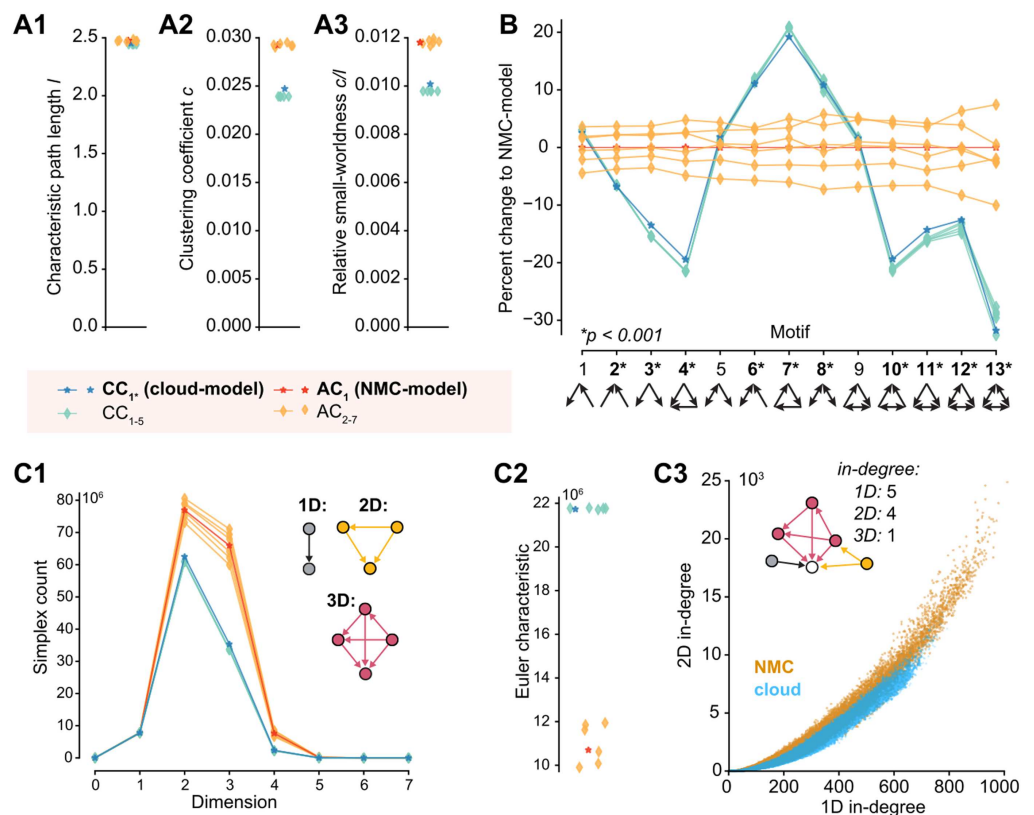 A1
Characteristic path length l
2.5
2.0
1.5
1.0
0.5
0.0
A2
Clustering coefficient c
0.030
0.025
0.020
0.015
0.010
0.005
0.000
A3
Relative small-worldness c/l
0.012
0.010
0.008
0.006
0.004
0.002
0.000
B
Percent change to NMC-model
20
10
0
−10
−20
−30
*p < 0.001
Motif
1 2* 3* 4* 5 6* 7* 8* 9 10* 11* 12* 13*
CC1* (cloud-model)
AC1 (NMC-model)
CC1-5
AC2-7
C1
10⁶
Simplex count
80
70
60
50
40
30
20
10
0
1D:
2D:
3D:
0 1 2 3 4 5 6 7
Dimension
C2
10⁶
Euler characteristic
22
20
18
16
14
12
10
C3
10³
2D in-degree
25
20
15
10
5
0
in-degree:
1D: 5
2D: 4
3D: 1
NMC
cloud
0 200 400 600 800 1000
1D in-degree